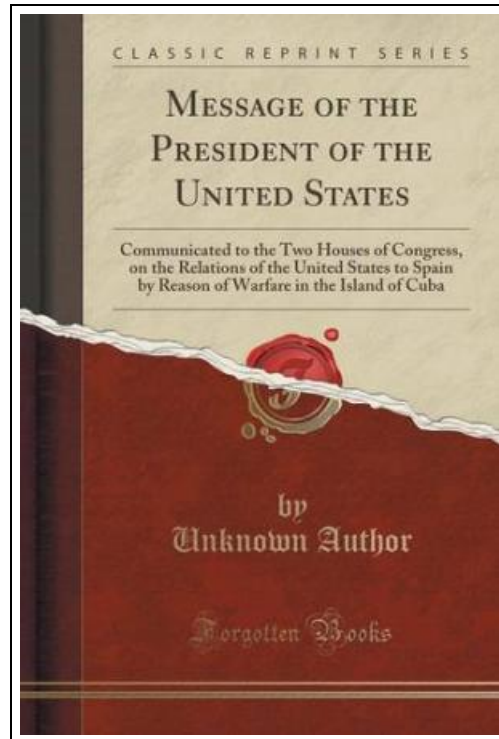 CLASSIC REPRINT SERIES
MESSAGE OF THE
PRESIDENT OF THE
UNITED STATES
Communicated to the Two Houses of Congress,
on the Relations of the United States to Spain
by Reason of Warfare in the Island of Cuba
F
by
Unknown Author
Forgotten Books